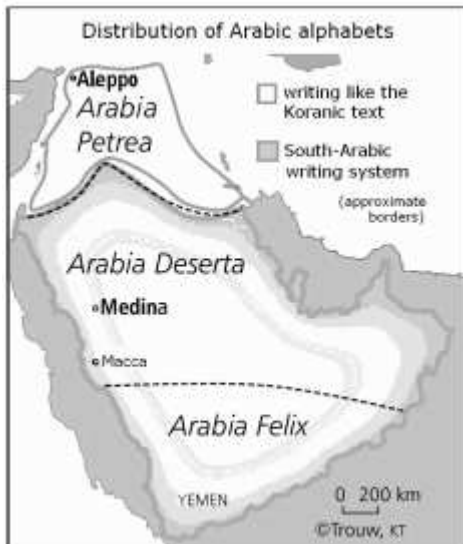 Distribution of Arabic alphabets
Aleppo
Arabia
Petrea
writing like the
Koranic text
South-Arabic
writing system
(approximate
borders)
Arabia Deserta
Medina
Macca
Arabia Felix
YEMEN
0 200 km
©Trouw, KT